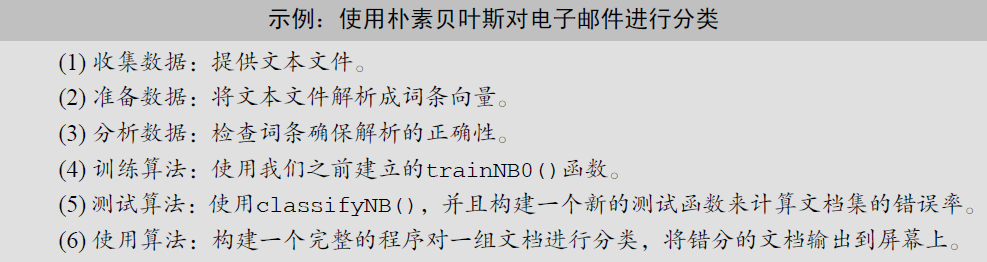 示例：使用朴素贝叶斯对电子邮件进行分类
(1) 收集数据：提供文本文件。
(2) 准备数据：将文本文件解析成词条向量。
(3) 分析数据：检查词条确保解析的正确性。
(4) 训练算法：使用我们之前建立的trainNB0()函数。
(5) 测试算法：使用classifyNB()，并且构建一个新的测试函数来计算文档集的错误率。
(6) 使用算法：构建一个完整的程序对一组文档进行分类，将错分的文档输出到屏幕上。